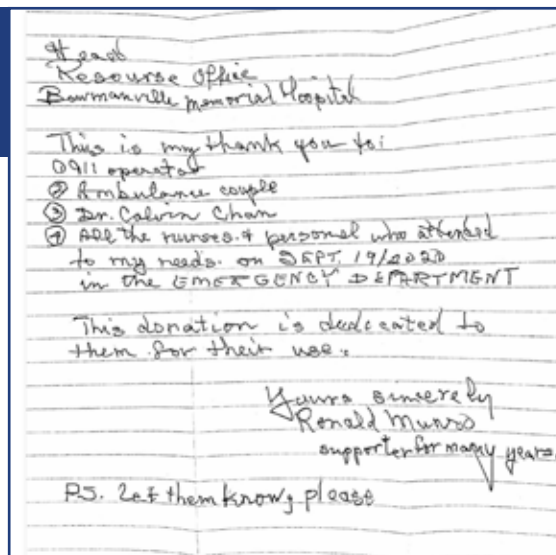 Head
Resourse Office
Bowmanville Memorial Hospital
This is my thank you to:
① 911 operator
② Ambulance couple
③ Dr. Calvin Chan
④ All the nurses & personal who attended
to my needs. on SEPT. 19/2020
in the EMERGENCY DEPARTMENT
This donation is dedecated to
them for their use.
Yours sincerely
Ronald Munro
supporter for many years
P.S. Let them know, please